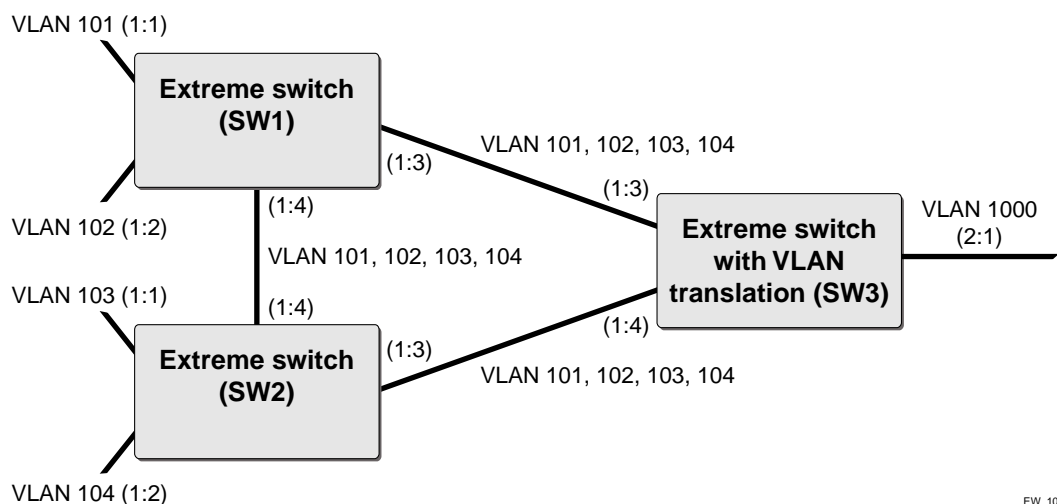 VLAN 101 (1:1)
Extreme switch
(SW1)
VLAN 101, 102, 103, 104
(1:3)
(1:3)
VLAN 102 (1:2)
(1:4)
VLAN 1000
(2:1)
Extreme switch
with VLAN
translation (SW3)
VLAN 101, 102, 103, 104
VLAN 103 (1:1)
(1:4)
(1:4)
(1:3)
Extreme switch
(SW2)
VLAN 101, 102, 103, 104
VLAN 104 (1:2)